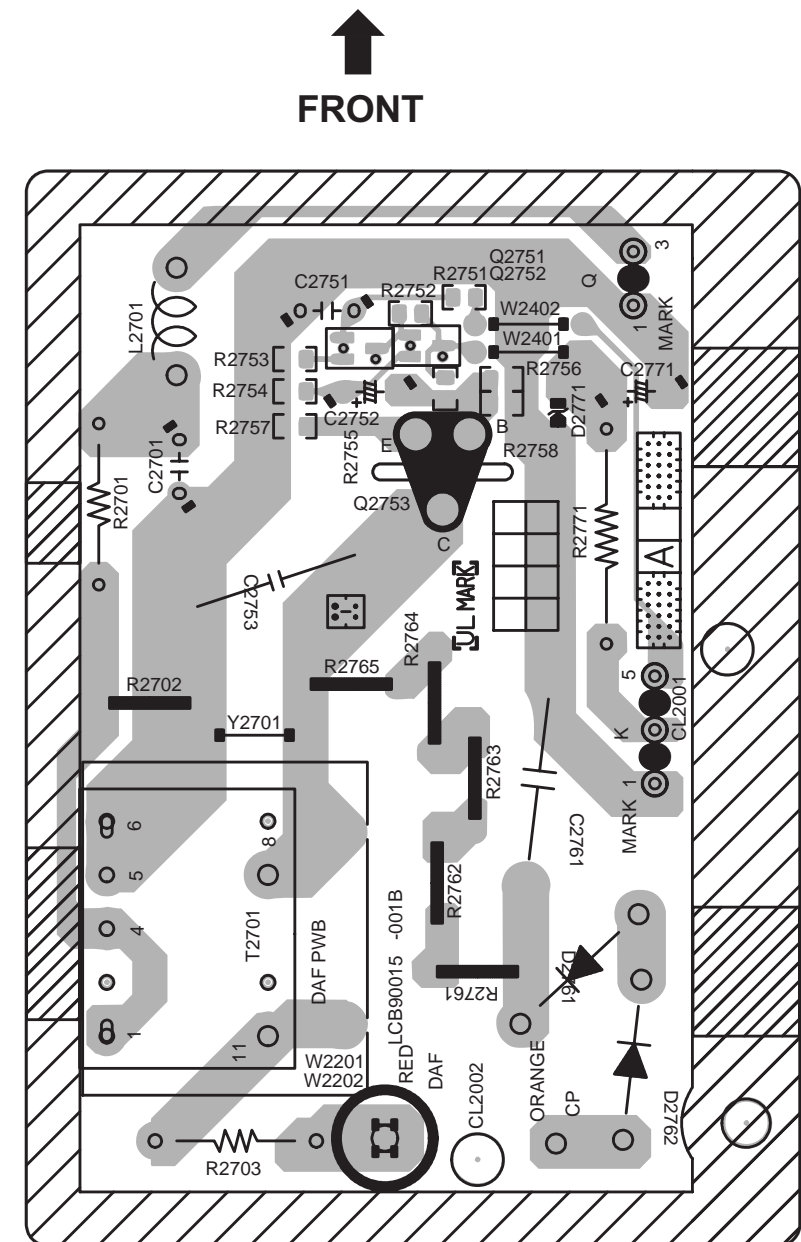 FRONT
Q2751
Q2752
R2751
C2751
R2752
3
Q
1
MARK
W2402
W2401
L2701
R2753
R2754
R2757
R2756
C2771
D2771
C2752
R2755
E
B
R2758
C2701
R2701
Q2753
C
R2771
A
C2753
UL MARK
R2764
R2765
R2702
Y2701
5
K
CL2001
1
MARK
R2763
C2761
6
8
5
4
T2701
1
11
DAF PWB
R2762
LCB90015 -001B
R2761
D2761
W2201
W2202
RED
DAF
CL2002
ORANGE
CP
D2762
R2703